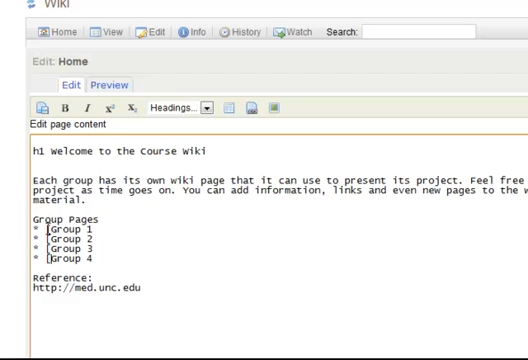 Wiki
Home View Edit Info History Watch Search:
Edit: Home
Edit Preview
B I x² X₂ Headings...
Edit page content
h1 Welcome to the Course Wiki
Each group has its own wiki page that it can use to present its project. Feel free
project as time goes on. You can add information, links and even new pages to the w
material.
Group Pages
* [Group 1
* [Group 2
* [Group 3
* [Group 4
Reference:
http://med.unc.edu